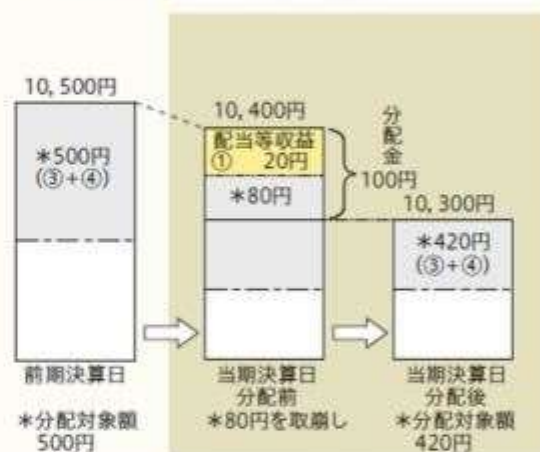 10,500円
＊500円
(③+④)
前期決算日
＊分配対象額
500円
10,400円
配当等収益
① 20円
＊80円
分配金
100円
当期決算日
分配前
＊80円を取崩し
10,300円
＊420円
(③+④)
当期決算日
分配後
＊分配対象額
420円